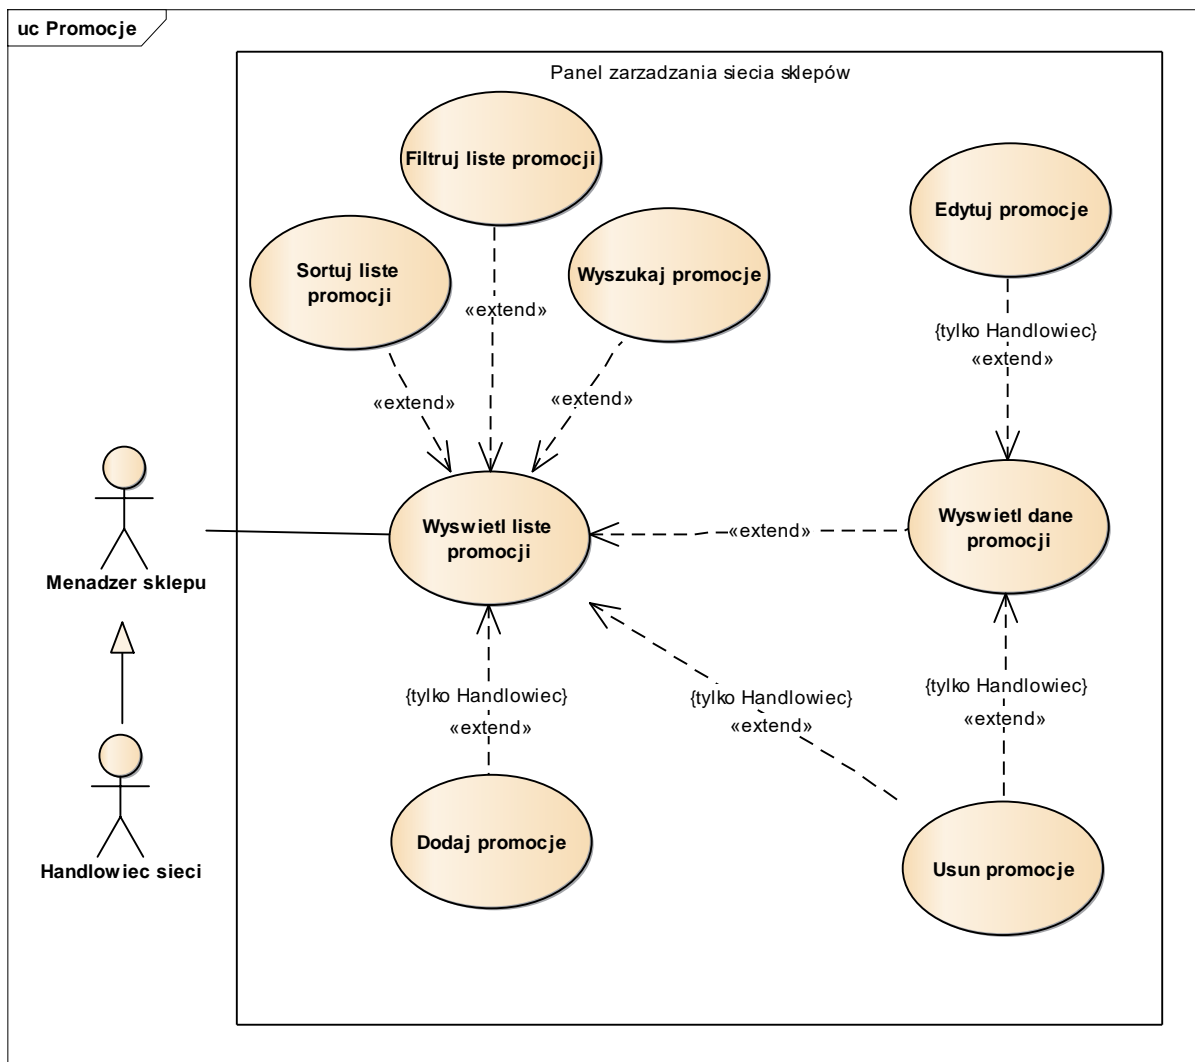 uc Promocje
Panel zarzadzania siecia sklepów
Filtruj liste promocji
Edytuj promocje
Sortuj liste
promocji
Wyszukaj promocje
«extend»
{tylko Handlowiec}
«extend»
«extend»
«extend»
Wyswietl liste
promocji
«extend»
Wyswietl dane
promocji
Menadzer sklepu
{tylko Handlowiec}
«extend»
{tylko Handlowiec}
«extend»
{tylko Handlowiec}
«extend»
Dodaj promocje
Usun promocje
Handlowiec sieci